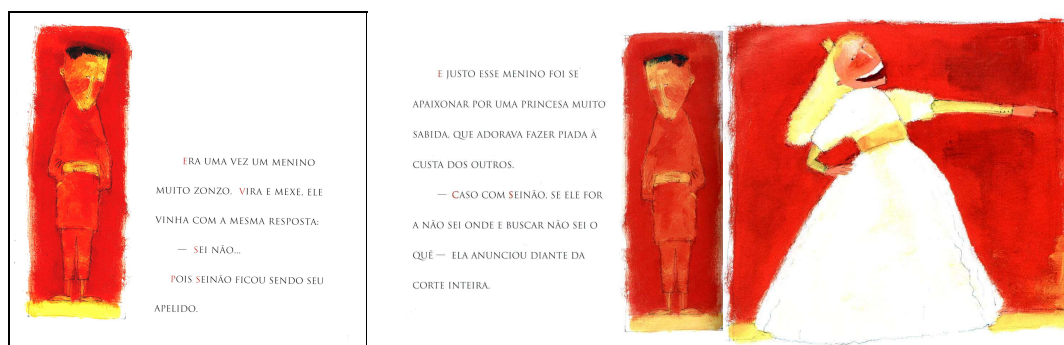 ERA UMA VEZ UM MENINO
MUITO ZONZO. VIRA E MEXE, ELE
VINHA COM A MESMA RESPOSTA:
— SEI NÃO...
POIS SEINÃO FICOU SENDO SEU
APELIDO.
E JUSTO ESSE MENINO FOI SE
APAIXONAR POR UMA PRINCESA MUITO
SABIDA, QUE ADORAVA FAZER PIADA À
CUSTA DOS OUTROS.
— CASO COM SEINÃO, SE ELE FOR
A NÃO SEI ONDE E BUSCAR NÃO SEI O
QUÊ — ELA ANUNCIOU DIANTE DA
CORTE INTEIRA.